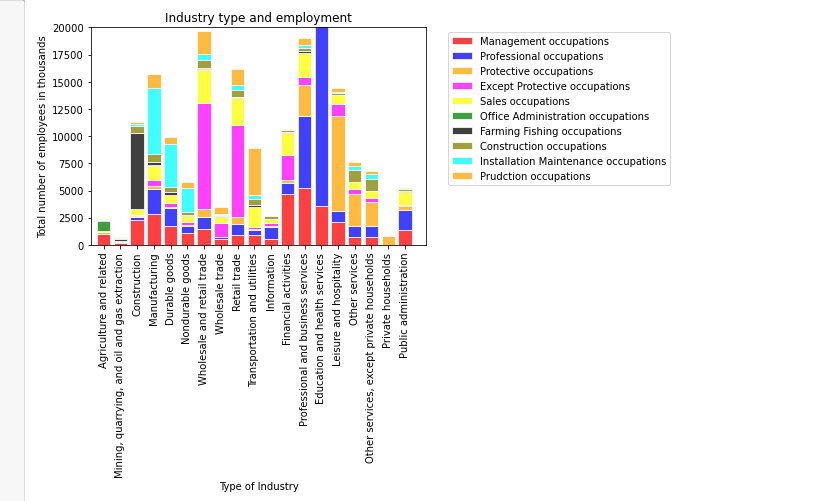 Industry type and employment
Total number of employees in thousands
20000
17500
15000
12500
10000
7500
5000
2500
0
Agriculture and related
Mining, quarrying, and oil and gas extraction
Construction
Manufacturing
Durable goods
Nondurable goods
Wholesale and retail trade
Wholesale trade
Retail trade
Transportation and utilities
Information
Financial activities
Professional and business services
Education and health services
Leisure and hospitality
Other services
Other services, except private households
Private households
Public administration
Type of Industry
Management occupations
Professional occupations
Protective occupations
Except Protective occupations
Sales occupations
Office Administration occupations
Farming Fishing occupations
Construction occupations
Installation Maintenance occupations
Prudction occupations